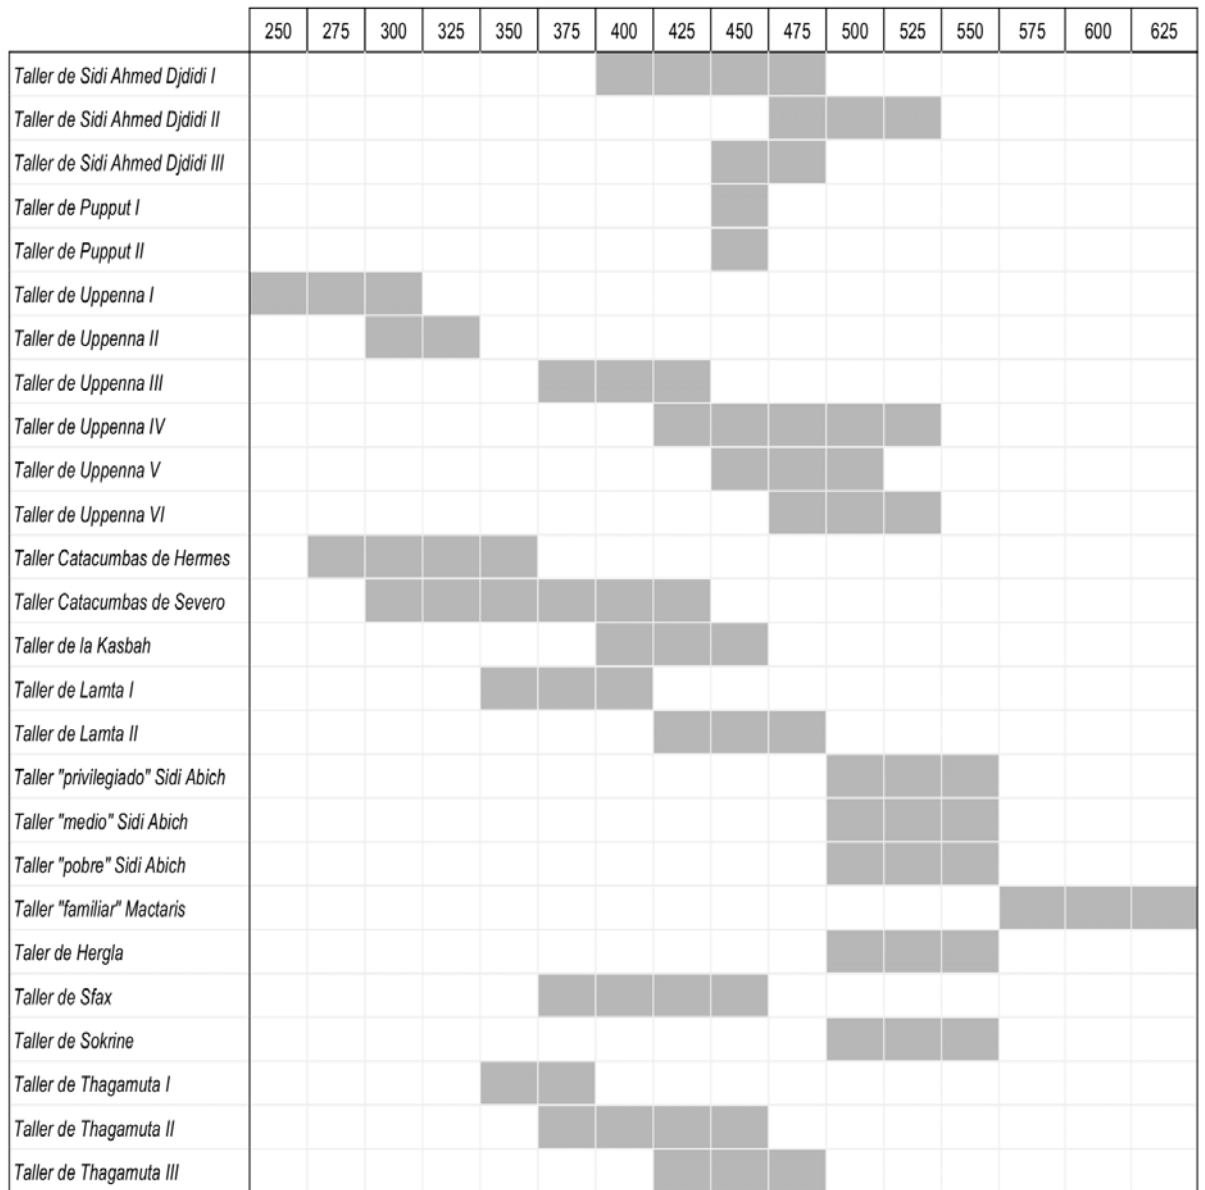 250 275 300 325 350 375 400 425 450 475 500 525 550 575 600 625
Taller de Sidi Ahmed Djdidi I
Taller de Sidi Ahmed Djdidi II
Taller de Sidi Ahmed Djdidi III
Taller de Pupput I
Taller de Pupput II
Taller de Uppenna I
Taller de Uppenna II
Taller de Uppenna III
Taller de Uppenna IV
Taller de Uppenna V
Taller de Uppenna VI
Taller Catacumbas de Hermes
Taller Catacumbas de Severo
Taller de la Kasbah
Taller de Lamta I
Taller de Lamta II
Taller "privilegiado" Sidi Abich
Taller "medio" Sidi Abich
Taller "pobre" Sidi Abich
Taller "familiar" Mactaris
Taler de Hergla
Taller de Sfax
Taller de Sokrine
Taller de Thagamuta I
Taller de Thagamuta II
Taller de Thagamuta III